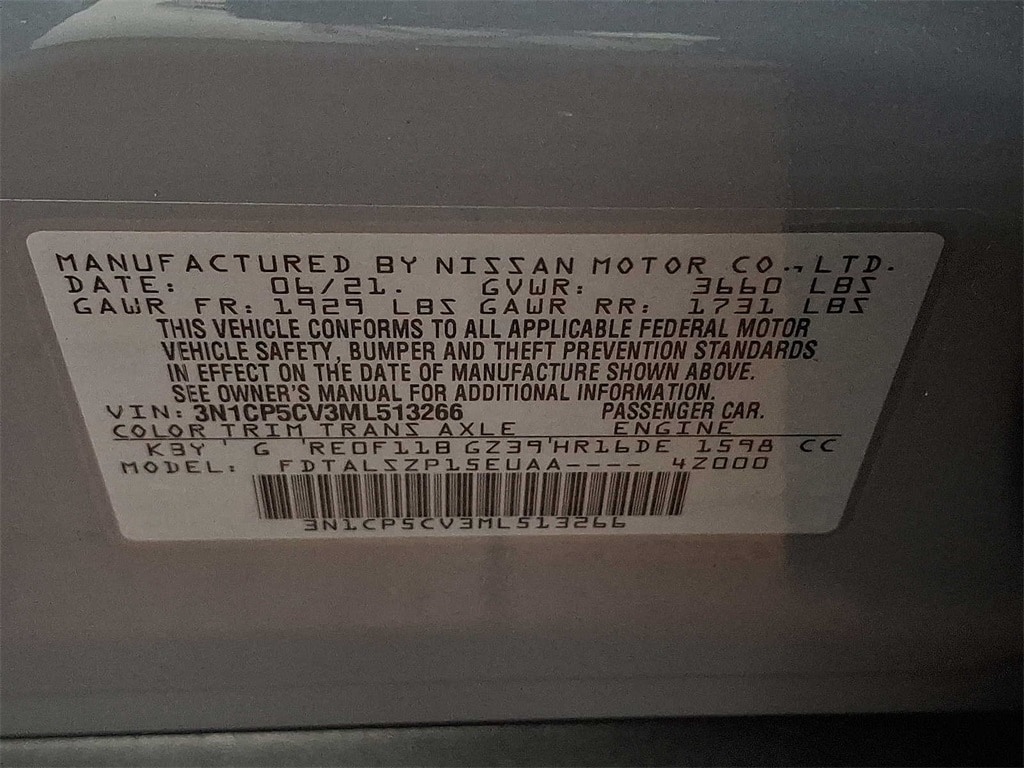 MANUFACTURED BY NISSAN MOTOR CO., LTD.
DATE: 06/21. GVWR: 3660 LBS
GAWR FR: 1929 LBS GAWR RR: 1731 LBS
THIS VEHICLE CONFORMS TO ALL APPLICABLE FEDERAL MOTOR
VEHICLE SAFETY, BUMPER AND THEFT PREVENTION STANDARDS
IN EFFECT ON THE DATE OF MANUFACTURE SHOWN ABOVE.
SEE OWNER'S MANUAL FOR ADDITIONAL INFORMATION.
VIN: 3N1CP5CV3ML513266 PASSENGER CAR.
COLOR TRIM TRANS AXLE ENGINE
KBY ' G 'RE0F11B GZ39'HR16DE 1598 CC
MODEL: FDTALSZP15EUAA---- 4Z000
3N1CP5CV3ML513266